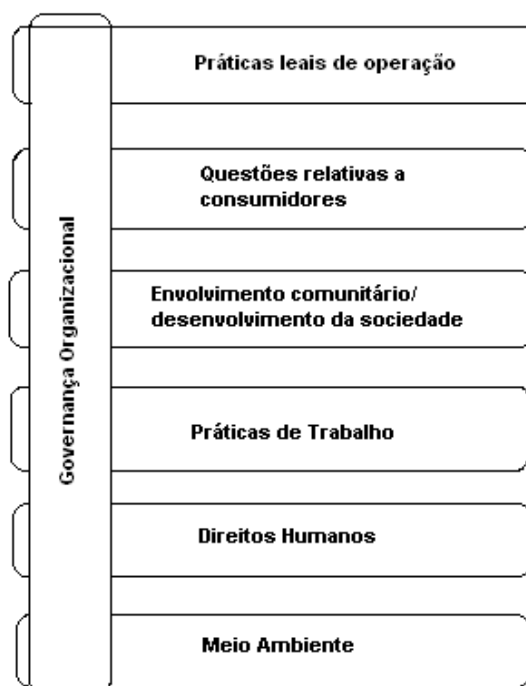 Práticas leais de operação
Questões relativas a
consumidores
Envolvimento comunitário/
desenvolvimento da sociedade
Governança Organizacional
Práticas de Trabalho
Direitos Humanos
Meio Ambiente